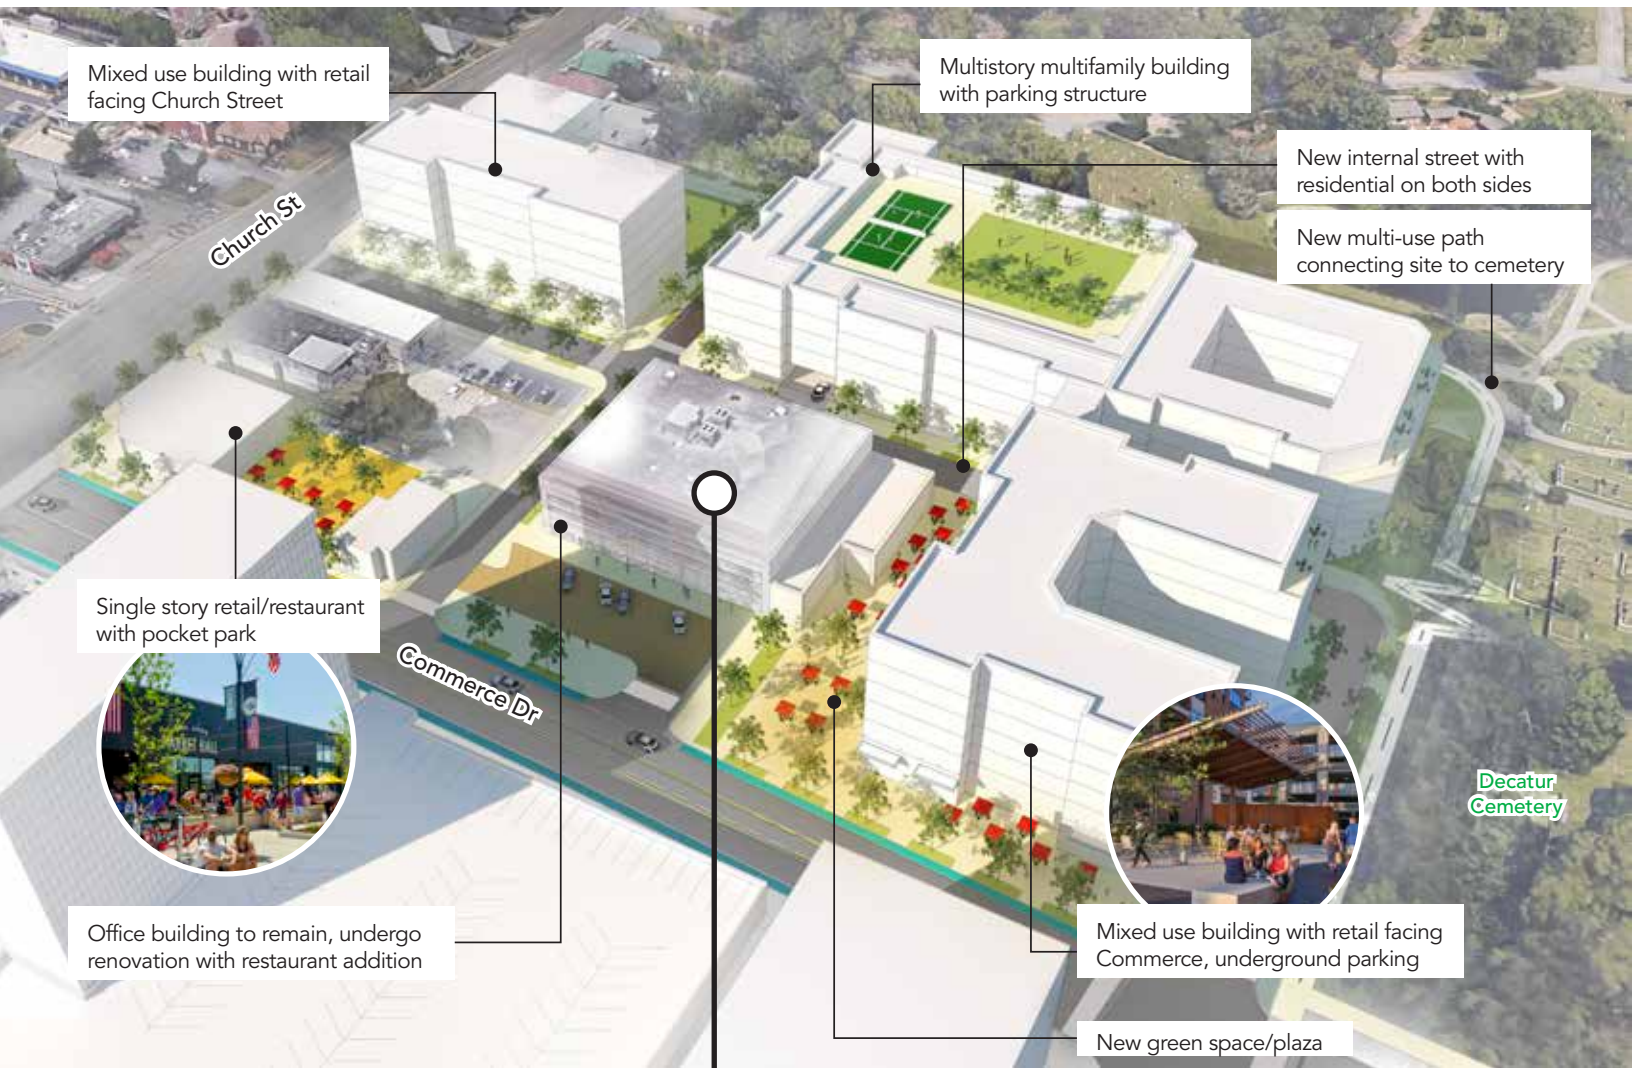 Mixed use building with retail
facing Church Street
Multistory multifamily building
with parking structure
New internal street with
residential on both sides
New multi-use path
connecting site to cemetery
Church St
Single story retail/restaurant
with pocket park
Commerce Dr
Decatur
Cemetery
Office building to remain, undergo
renovation with restaurant addition
Mixed use building with retail facing
Commerce, underground parking
New green space/plaza